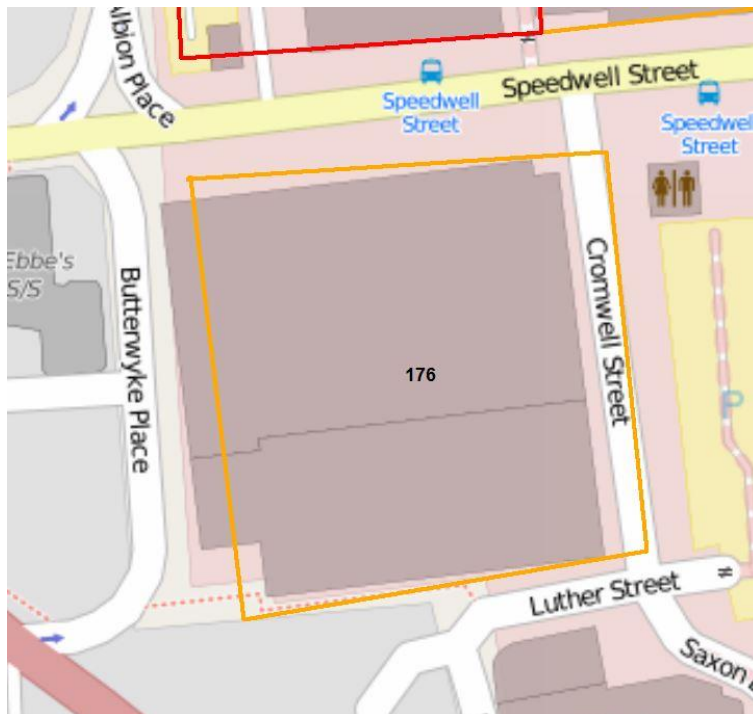 Albion Place
Speedwell Street
Speedwell
Street
Speedwell
Street
Ebbe's
S/S
Butterwyke Place
Cromwell Street
176
P
Luther Street
Saxon